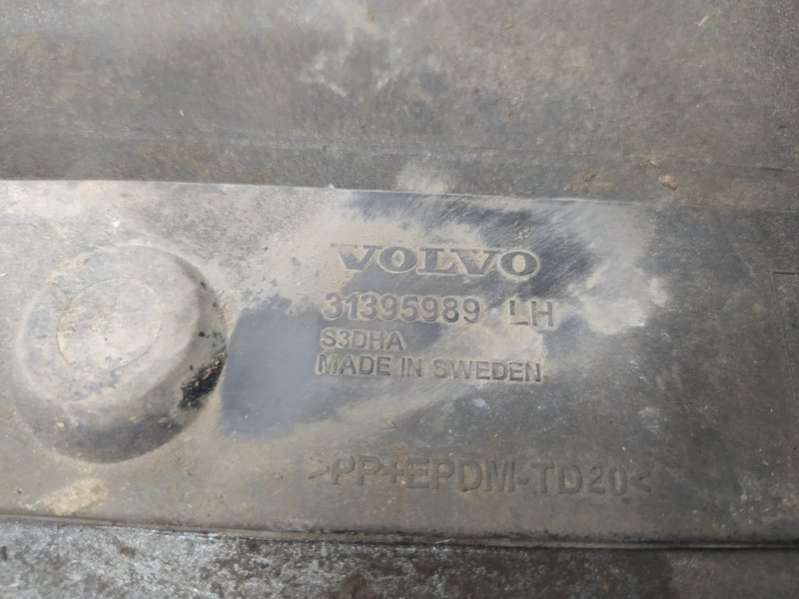 VOLVO
31395989 LH
S3DHA
MADE IN SWEDEN
>PP+EPDM-TD20<